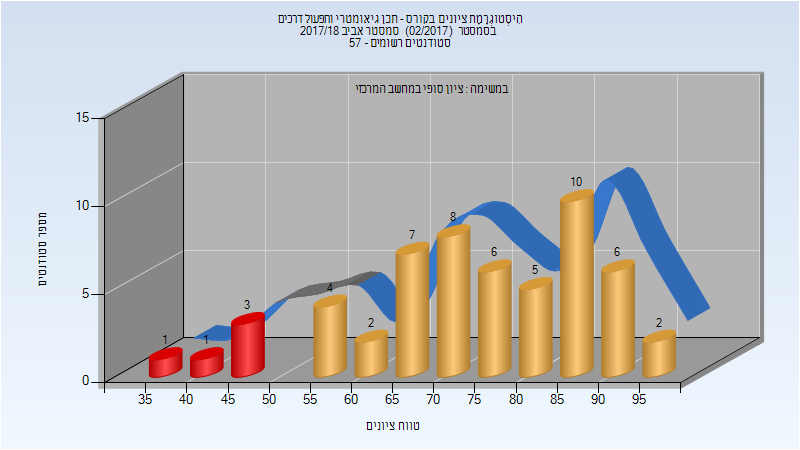 הִיסְטוֹגְרָמַת ציונים בקורס - תכן גיאומטרי ותפעול דרכים
בסמסטר (02/2017) סמסטר אביב 2017/18
סטודנטים רשומים - 57
במשימה : ציון סופי במחשב המרכזי
מספר סטודנטים
15
10
5
0
1
1
3
4
2
7
8
6
5
10
6
2
35 40 45 50 55 60 65 70 75 80 85 90 95
טווח ציונים